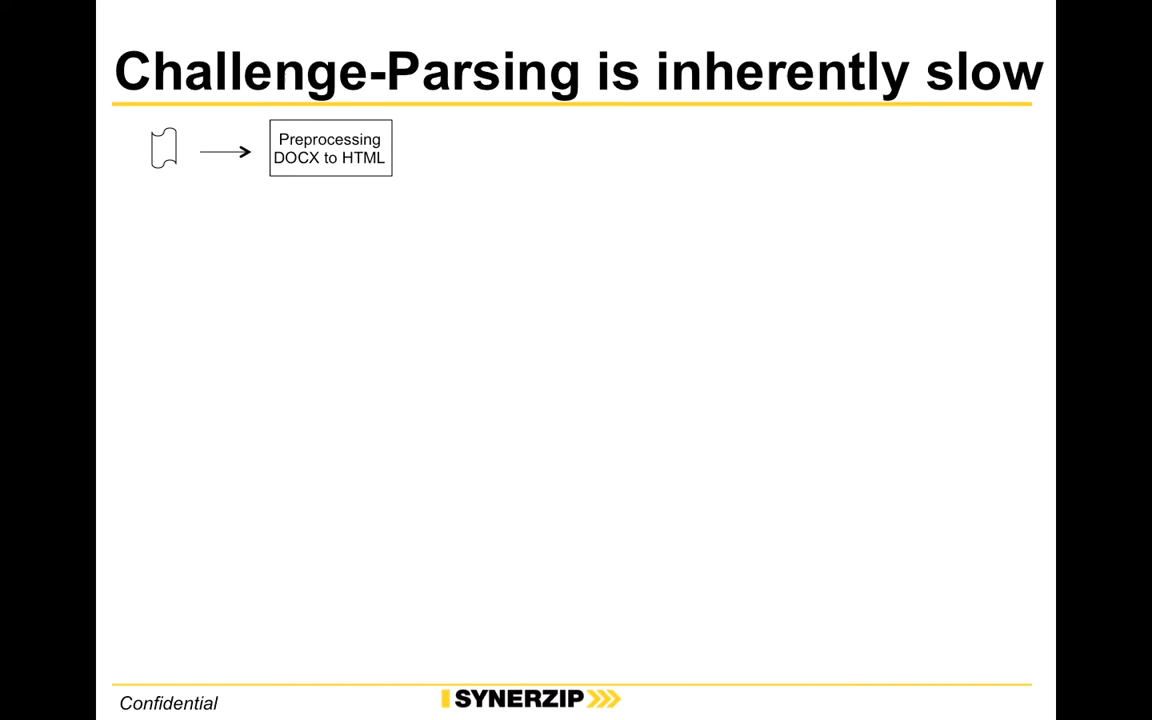 Challenge-Parsing is inherently slow
Preprocessing
DOCX to HTML
Confidential
SYNERZIP